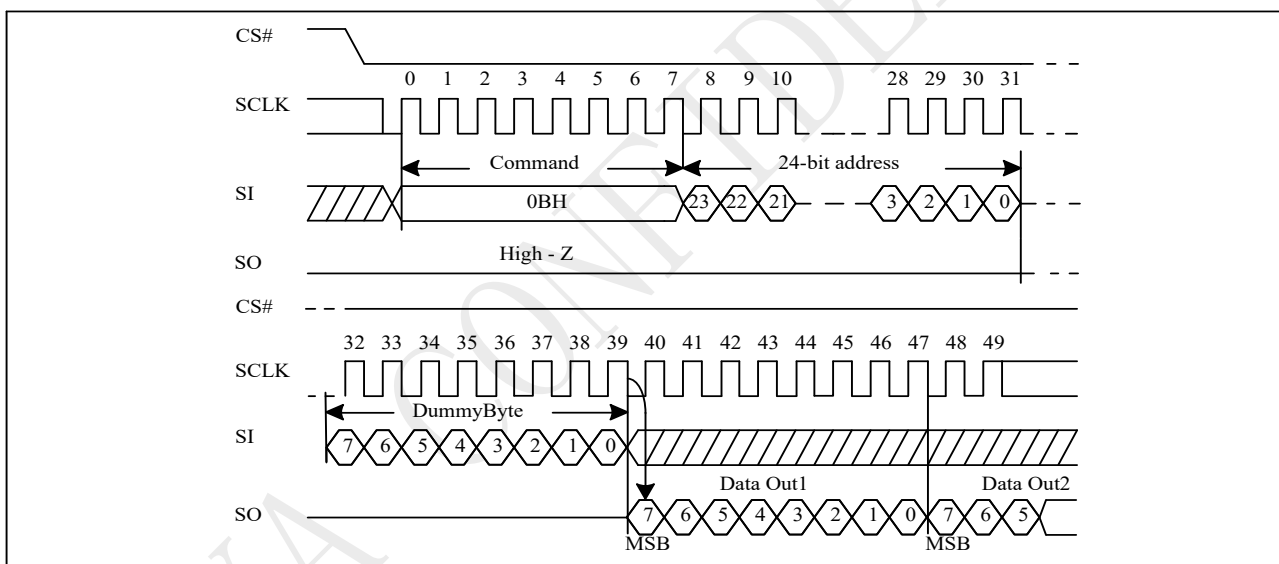 CS#
0 1 2 3 4 5 6 7 8 9 10 28 29 30 31
SCLK
Command 24-bit address
SI 0BH 23 22 21 3 2 1 0
High - Z
SO
CS#
32 33 34 35 36 37 38 39 40 41 42 43 44 45 46 47 48 49
SCLK
DummyByte
SI 7 6 5 4 3 2 1 0
Data Out1 Data Out2
SO 7 6 5 4 3 2 1 0 7 6 5
MSB MSB